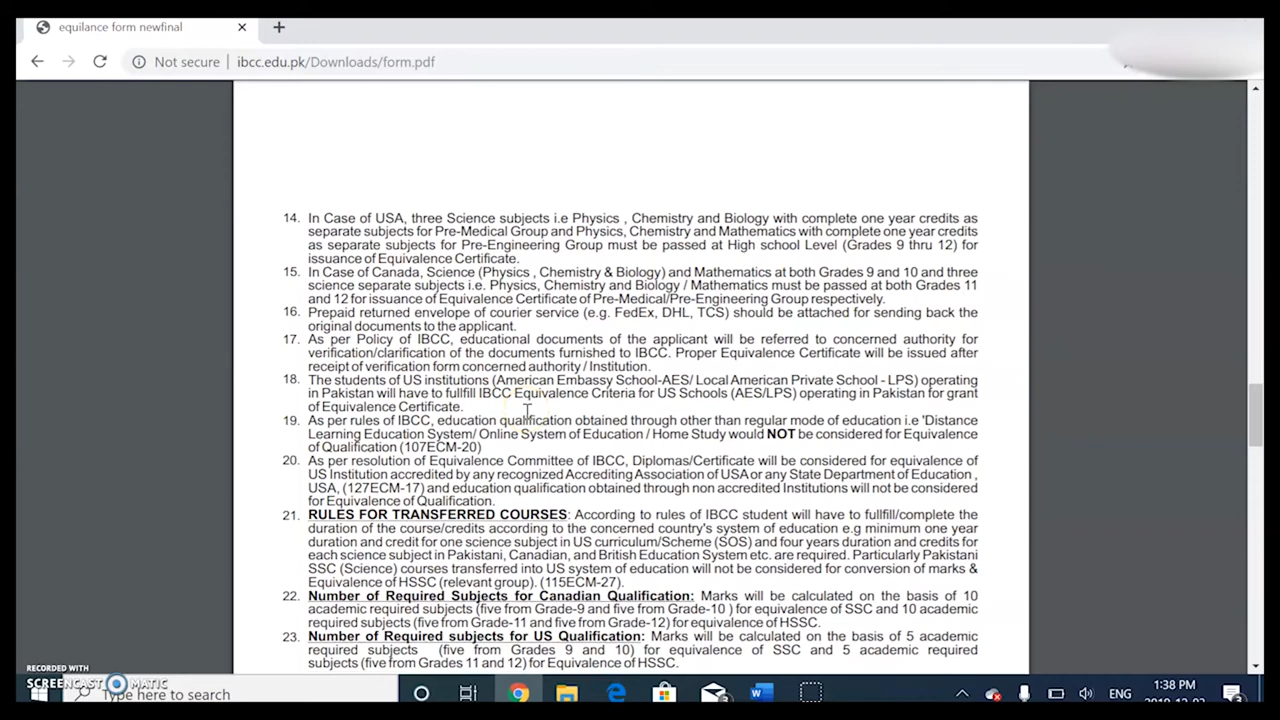 equilance form newfinal
Not secure
ibcc.edu.pk/Downloads/form.pdf
14. In Case of USA, three Science subjects i.e Physics , Chemistry and Biology with complete one year credits as
separate subjects for Pre-Medical Group and Physics, Chemistry and Mathematics with complete one year credits
as separate subjects for Pre-Engineering Group must be passed at High school Level (Grades 9 thru 12) for
issuance of Equivalence Certificate.
15. In Case of Canada, Science (Physics , Chemistry & Biology) and Mathematics at both Grades 9 and 10 and three
science separate subjects i.e. Physics, Chemistry and Biology / Mathematics must be passed at both Grades 11
and 12 for issuance of Equivalence Certificate of Pre-Medical/Pre-Engineering Group respectively.
16. Prepaid returned envelope of courier service (e.g. FedEx, DHL, TCS) should be attached for sending back the
original documents to the applicant.
17. As per Policy of IBCC, educational documents of the applicant will be referred to concerned authority for
verification/clarification of the documents furnished to IBCC. Proper Equivalence Certificate will be issued after
receipt of verification form concerned authority / Institution.
18. The students of US institutions (American Embassy School-AES/ Local American Private School - LPS) operating
in Pakistan will have to fullfill IBCC Equivalence Criteria for US Schools (AES/LPS) operating in Pakistan for grant
of Equivalence Certificate.
19. As per rules of IBCC, education qualification obtained through other than regular mode of education i.e 'Distance
Learning Education System/ Online System of Education / Home Study would NOT be considered for Equivalence
of Qualification (107ECM-20)
20. As per resolution of Equivalence Committee of IBCC, Diplomas/Certificate will be considered for equivalence of
US Institution accredited by any recognized Accrediting Association of USA or any State Department of Education ,
USA, (127ECM-17) and education qualification obtained through non accredited Institutions will not be considered
for Equivalence of Qualification.
21. RULES FOR TRANSFERRED COURSES: According to rules of IBCC student will have to fullfill/complete the
duration of the course/credits according to the concerned country's system of education e.g minimum one year
duration and credit for one science subject in US curriculum/Scheme (SOS) and four years duration and credits for
each science subject in Pakistani, Canadian, and British Education System etc. are required. Particularly Pakistani
SSC (Science) courses transferred into US system of education will not be considered for conversion of marks &
Equivalence of HSSC (relevant group). (115ECM-27).
22. Number of Required Subjects for Canadian Qualification: Marks will be calculated on the basis of 10
academic required subjects (five from Grade-9 and five from Grade-10 ) for equivalence of SSC and 10 academic
required subjects (five from Grade-11 and five from Grade-12) for equivalence of HSSC.
23. Number of Required subjects for US Qualification: Marks will be calculated on the basis of 5 academic
required subjects (five from Grades 9 and 10) for equivalence of SSC and 5 academic required
subjects (five from Grades 11 and 12) for Equivalence of HSSC.
RECORDED WITH
SCREENCAST MATIC
Type here to search
ENG
1:38 PM